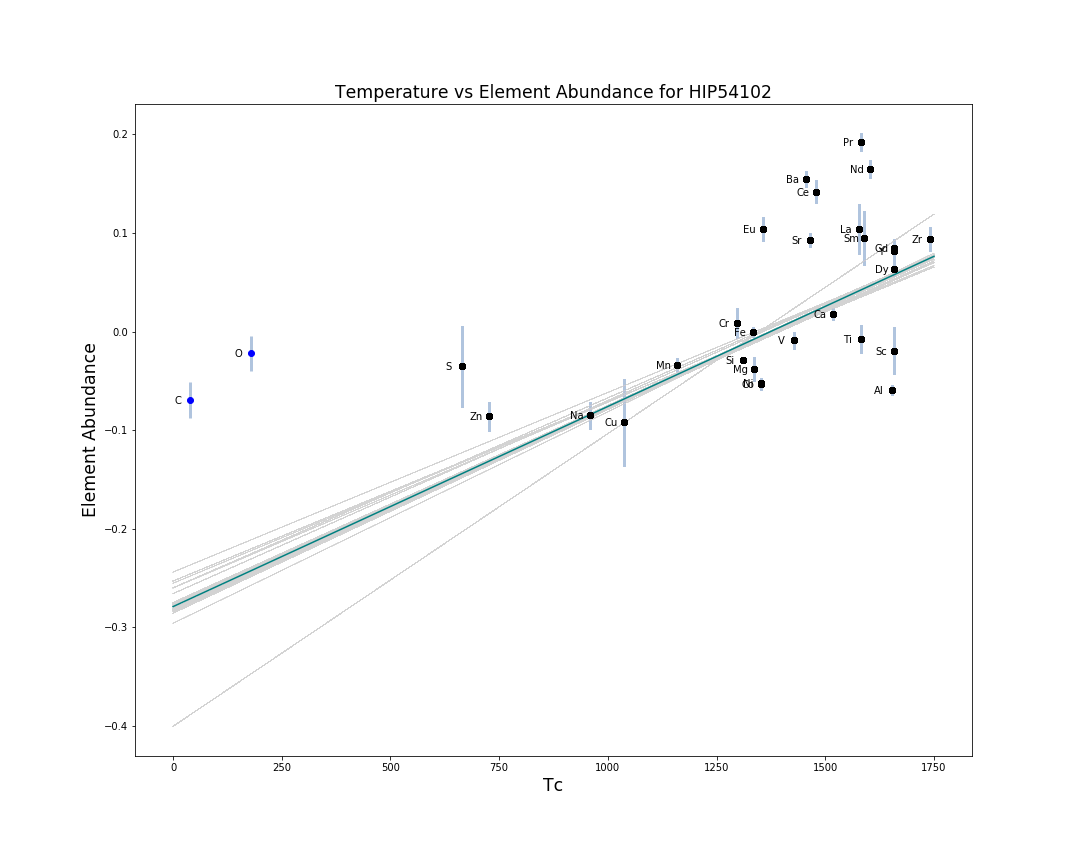 Temperature vs Element Abundance for HIP54102
Element Abundance
0.2
0.1
0.0
−0.1
−0.2
−0.3
−0.4
Pr
Nd
Ba
Ce
Eu
La
Sr
Sm
Gd
Zr
Dy
Ca
Cr
Fe
V
Ti
Sc
Si
Mg
Al
Mn
O
S
C
Zn
Na
Cu
0
250
500
750
1000
1250
1500
1750
Tc